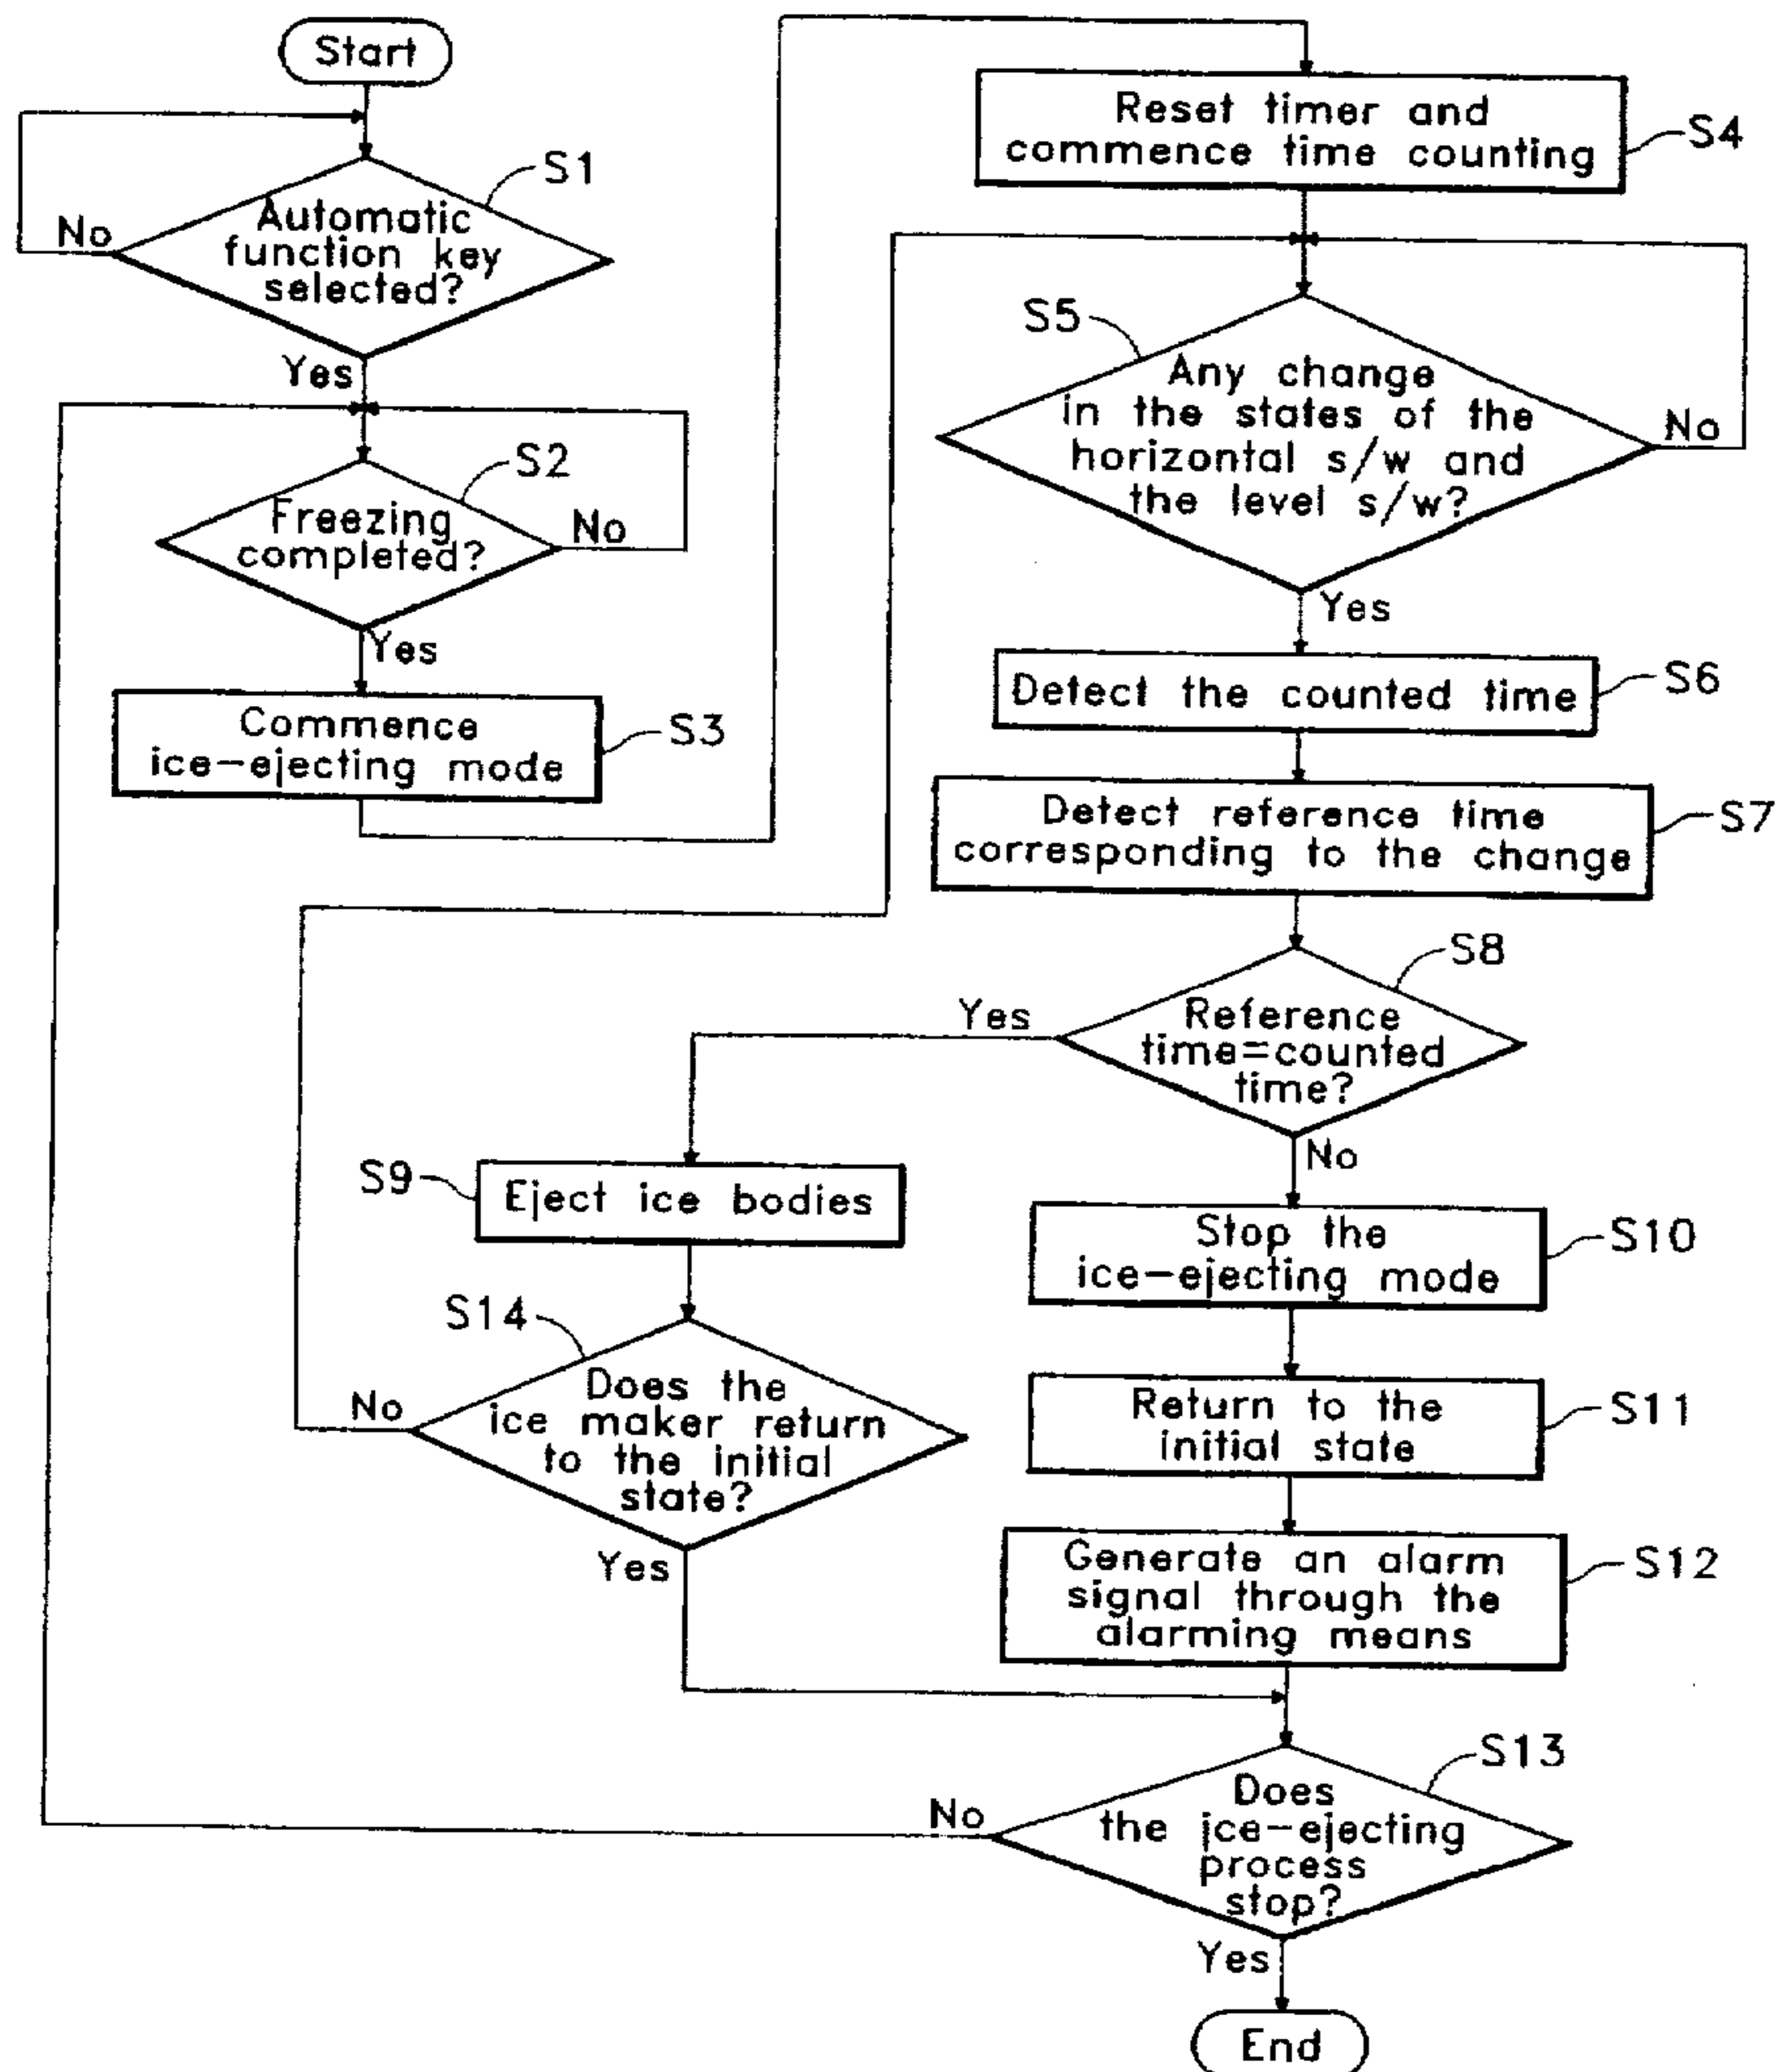 Start
S1
Automatic
function key
selected?
No
Yes
S2
Freezing
completed?
No
Yes
Commence
ice-ejecting mode
S3
Reset timer and
commence time counting
S4
S5
Any change
in the states of the
horizontal s/w and
the level s/w?
No
Yes
Detect the counted time
S6
Detect reference time
corresponding to the change
S7
S8
Reference
time=counted
time?
Yes
No
S9
Eject ice bodies
Stop the
ice-ejecting mode
S10
S14
Does the
ice maker return
to the initial
state?
No
Yes
Return to the
initial state
S11
Generate an alarm
signal through the
alarming means
S12
S13
Does
the ice-ejecting
process
stop?
No
Yes
End